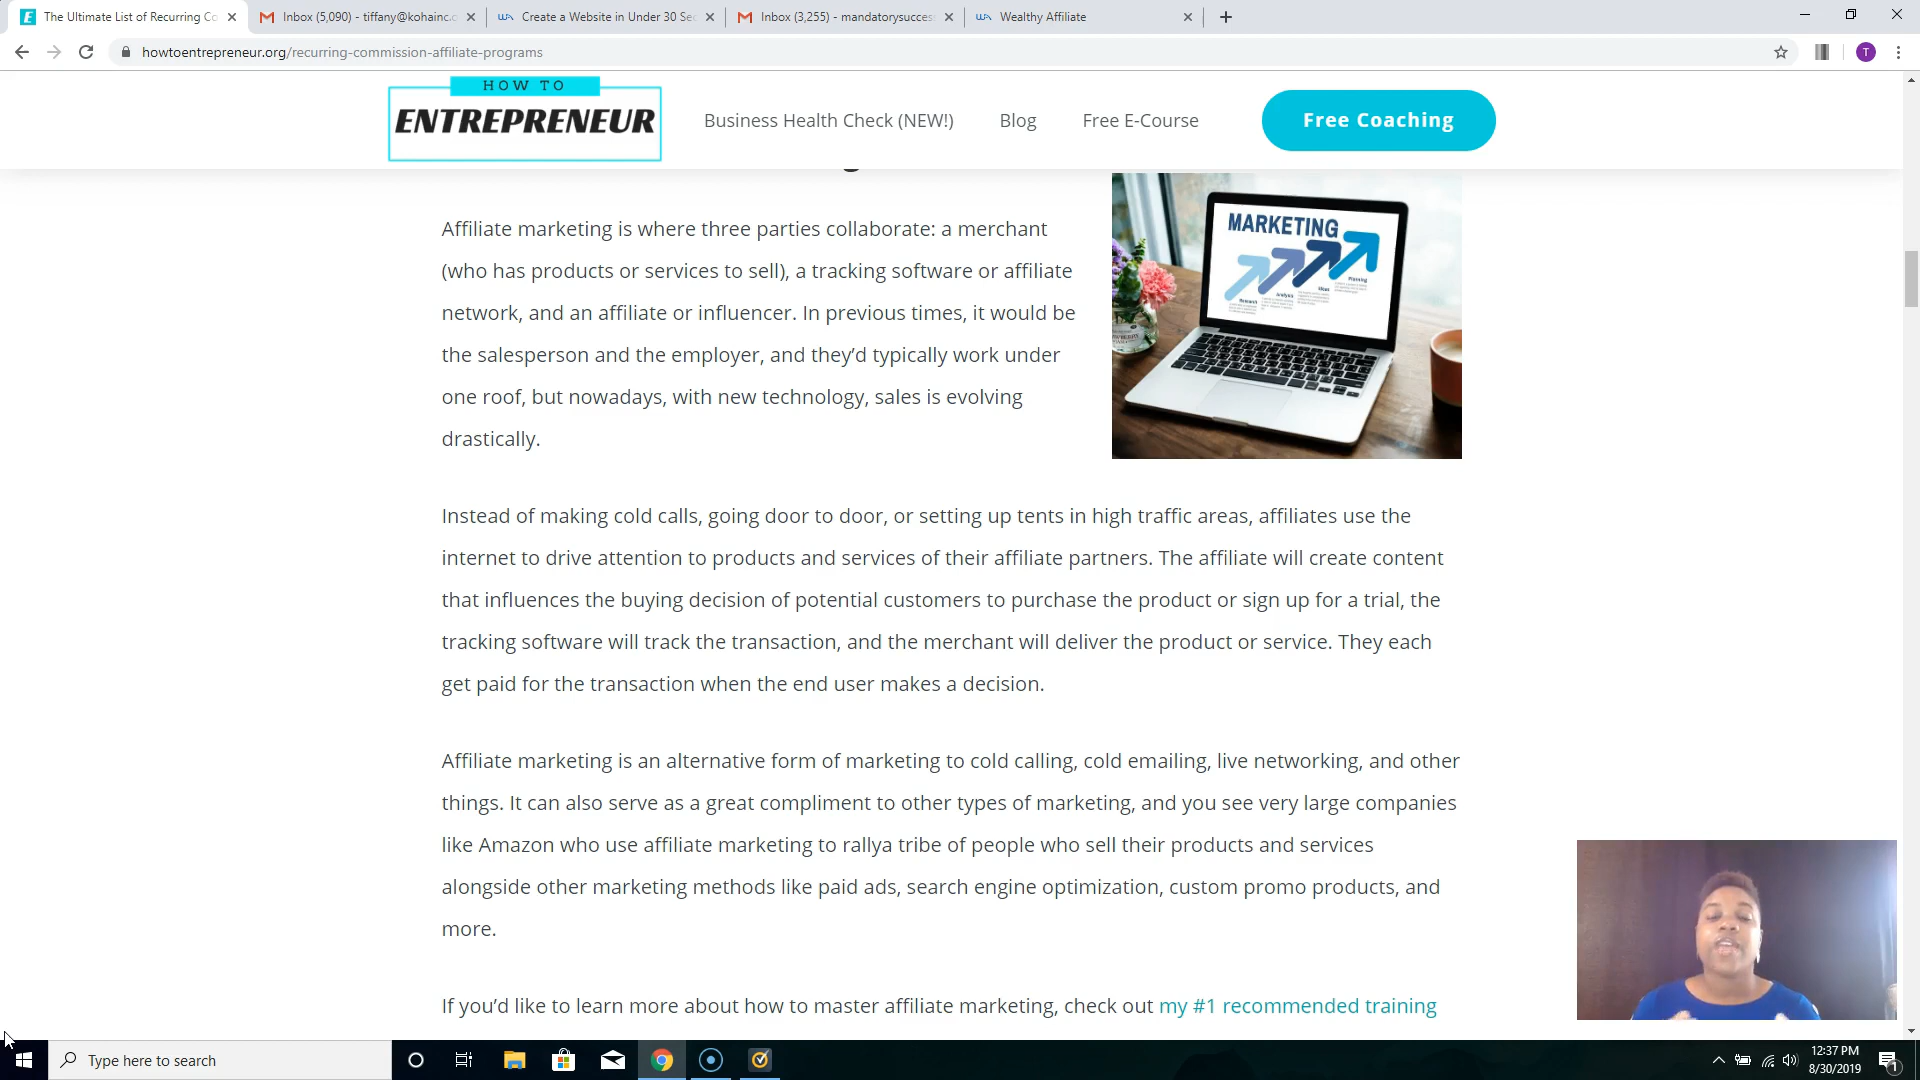 The Ultimate List of Recurring Co
Inbox (5,090) - tiffany@kohainc.c
Create a Website in Under 30 Sec
Inbox (3,255) - mandatorysuccess
Wealthy Affiliate
howtoentrepreneur.org/recurring-commission-affiliate-programs
T
HOW TO
ENTREPRENEUR
Business Health Check (NEW!)
Blog
Free E-Course
Free Coaching
Affiliate marketing is where three parties collaborate: a merchant
(who has products or services to sell), a tracking software or affiliate
network, and an affiliate or influencer. In previous times, it would be
the salesperson and the employer, and they’d typically work under
one roof, but nowadays, with new technology, sales is evolving
drastically.
MARKETING
Research
Analysis
Ideas
Planning
Instead of making cold calls, going door to door, or setting up tents in high traffic areas, affiliates use the
internet to drive attention to products and services of their affiliate partners. The affiliate will create content
that influences the buying decision of potential customers to purchase the product or sign up for a trial, the
tracking software will track the transaction, and the merchant will deliver the product or service. They each
get paid for the transaction when the end user makes a decision.
Affiliate marketing is an alternative form of marketing to cold calling, cold emailing, live networking, and other
things. It can also serve as a great compliment to other types of marketing, and you see very large companies
like Amazon who use affiliate marketing to rallya tribe of people who sell their products and services
alongside other marketing methods like paid ads, search engine optimization, custom promo products, and
more.
If you’d like to learn more about how to master affiliate marketing, check out my #1 recommended training
Type here to search
12:37 PM
8/30/2019
1